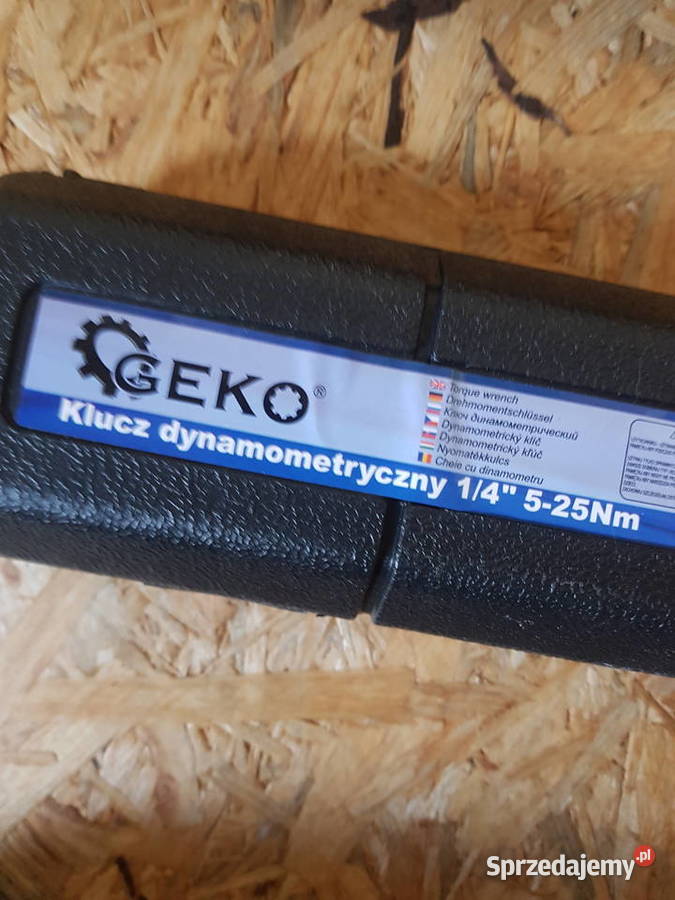 GEKO®
Klucz dynamometryczny 1/4" 5-25Nm
Torque wrench
Drehmomentschlüssel
Ключ динамометрический
Dynamometrický klíč
Dynamometrický kľúč
Nyomatékkulcs
Cheie cu dinamometru
Sprzedajemy.pl